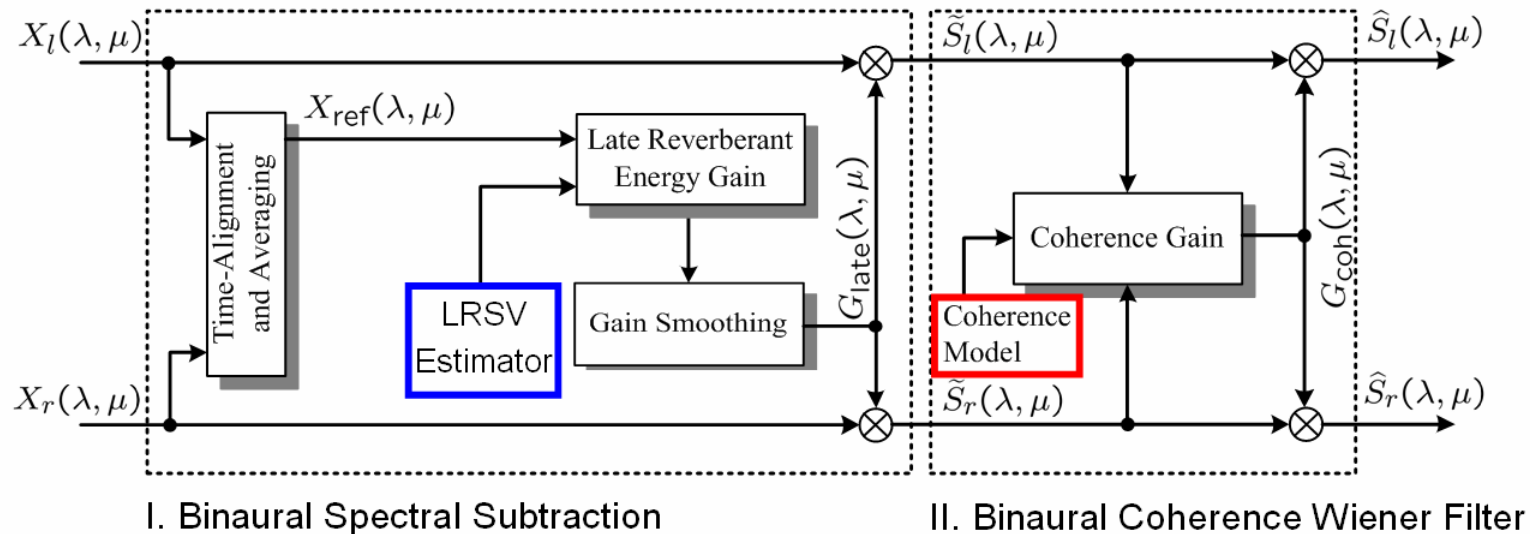 X_l(λ, μ)
X_ref(λ, μ)
Time-Alignment
and Averaging
Late Reverberant
Energy Gain
LRSV
Estimator
Gain Smoothing
G_late(λ, μ)
X_r(λ, μ)
S̃_l(λ, μ)
Ŝ_l(λ, μ)
Coherence Gain
Coherence
Model
G_coh(λ, μ)
S̃_r(λ, μ)
Ŝ_r(λ, μ)
I. Binaural Spectral Subtraction
II. Binaural Coherence Wiener Filter